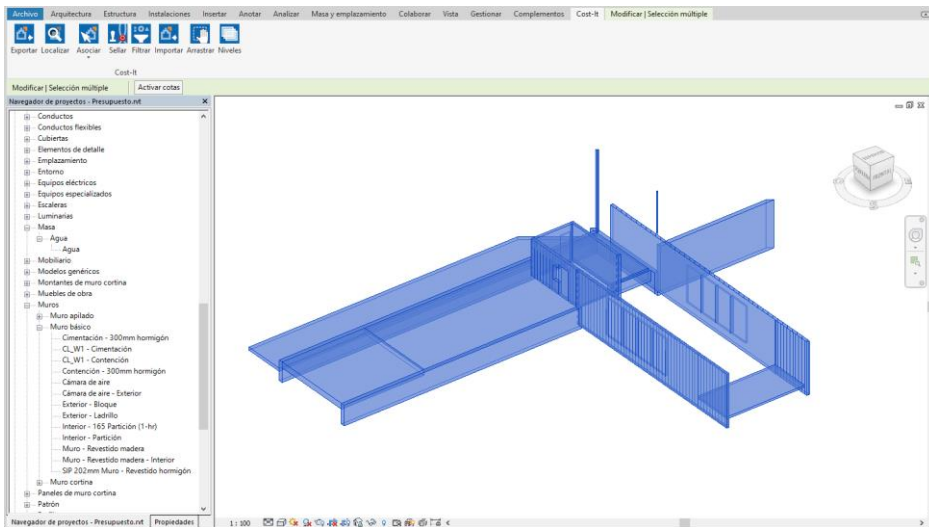 Archivo Arquitectura Estructura Instalaciones Insertar Anotar Analizar Masa y emplazamiento Colaborar Vista Gestionar Complementos Cost-It Modificar | Selección múltiple
Exportar Localizar Asociar Sellar Filtrar Importar Arrastrar Niveles
Cost-It
Modificar | Selección múltiple Activar cotas
Navegador de proyectos - Presupuesto.rvt
Conductos
Conductos flexibles
Cubiertas
Elementos de detalle
Emplazamiento
Entorno
Equipos eléctricos
Equipos especializados
Escaleras
Luminarias
Masa
Agua
Agua
Mobiliario
Modelos genéricos
Montantes de muro cortina
Muebles de obra
Muros
Muro apilado
Muro básico
Cimentación - 300mm hormigón
CL_W1 - Cimentación
CL_W1 - Contención
Contención - 300mm hormigón
Cámara de aire
Cámara de aire - Exterior
Exterior - Bloque
Exterior - Ladrillo
Interior - 165 Partición (1-hr)
Interior - Partición
Muro - Revestido madera
Muro - Revestido madera - Interior
SIP 202mm Muro - Revestido hormigón
Muro cortina
Paneles de muro cortina
Patrón
Navegador de proyectos - Presupuesto.rvt Propiedades
1 : 100